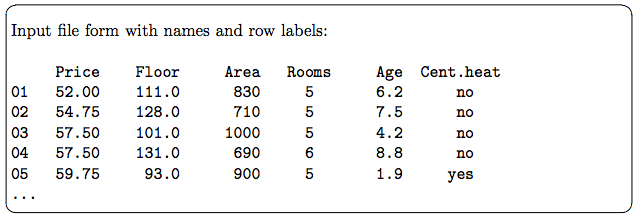 Input file form with names and row labels:
Price Floor Area Rooms Age Cent.heat
01 52.00 111.0 830 5 6.2 no
02 54.75 128.0 710 5 7.5 no
03 57.50 101.0 1000 5 4.2 no
04 57.50 131.0 690 6 8.8 no
05 59.75 93.0 900 5 1.9 yes
...